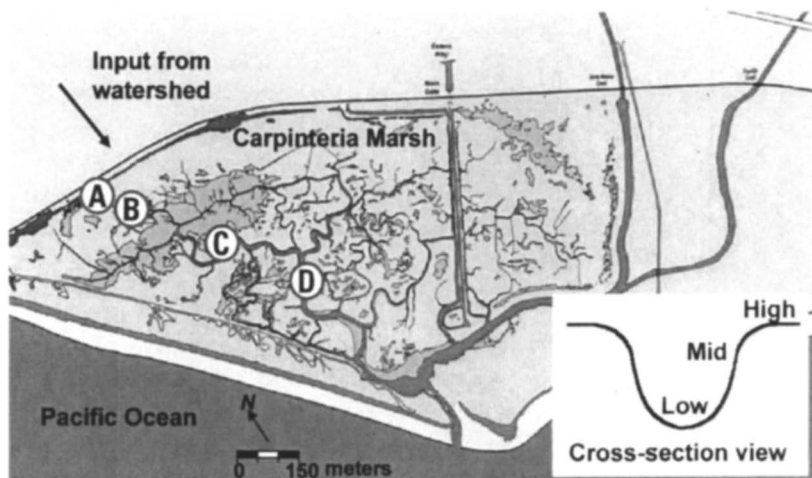 Input from
watershed
Carpinteria Marsh
A
B
C
D
High
Mid
Low
Cross-section view
Pacific Ocean
N
0 150 meters